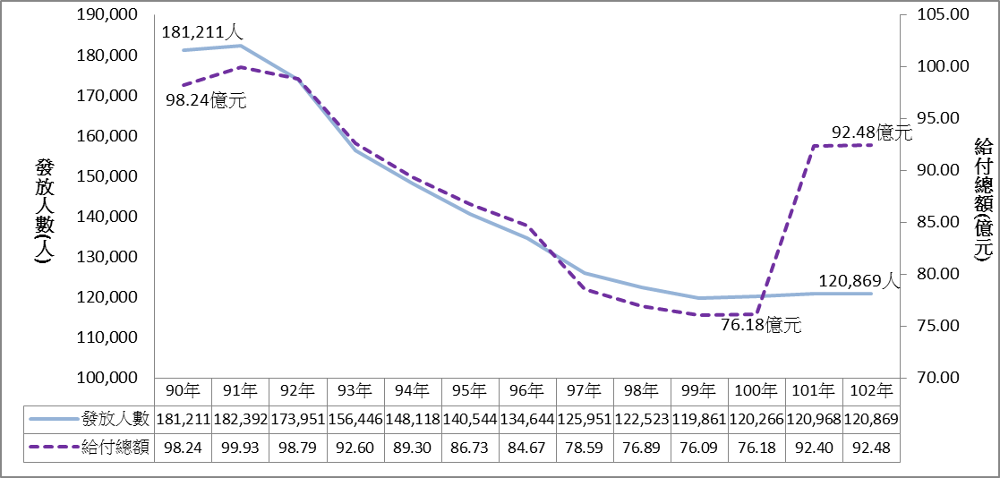 190,000
180,000
170,000
160,000
150,000
140,000
130,000
120,000
110,000
100,000
發放人數(人)
105.00
100.00
95.00
90.00
85.00
80.00
75.00
70.00
給付總額(億元)
181,211人
98.24億元
92.48億元
120,869人
76.18億元
90年 91年 92年 93年 94年 95年 96年 97年 98年 99年 100年 101年 102年
發放人數 181,211 182,392 173,951 156,446 148,118 140,544 134,644 125,951 122,523 119,861 120,266 120,968 120,869
給付總額 98.24 99.93 98.79 92.60 89.30 86.73 84.67 78.59 76.89 76.09 76.18 92.40 92.48